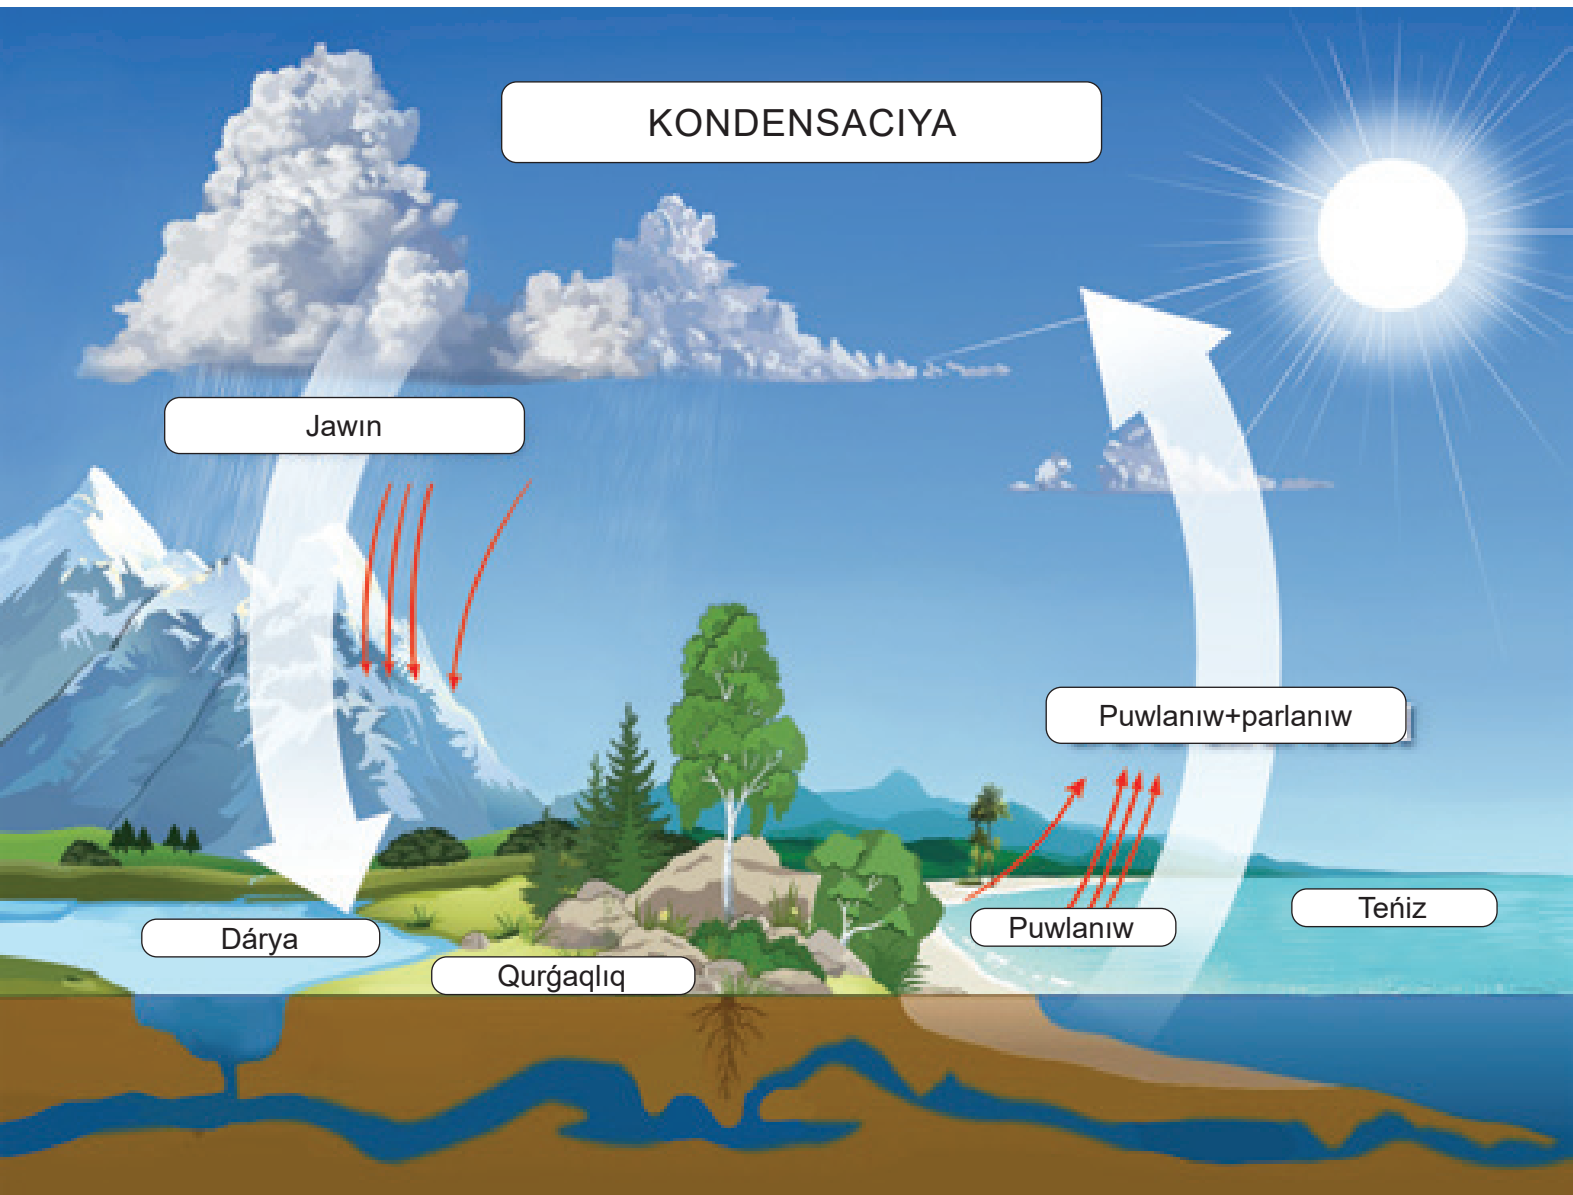 KONDENSACIYA
Jawın
Puwlanıw+parlanıw
Teńiz
Puwlanıw
Dárya
Qurǵaqlıq